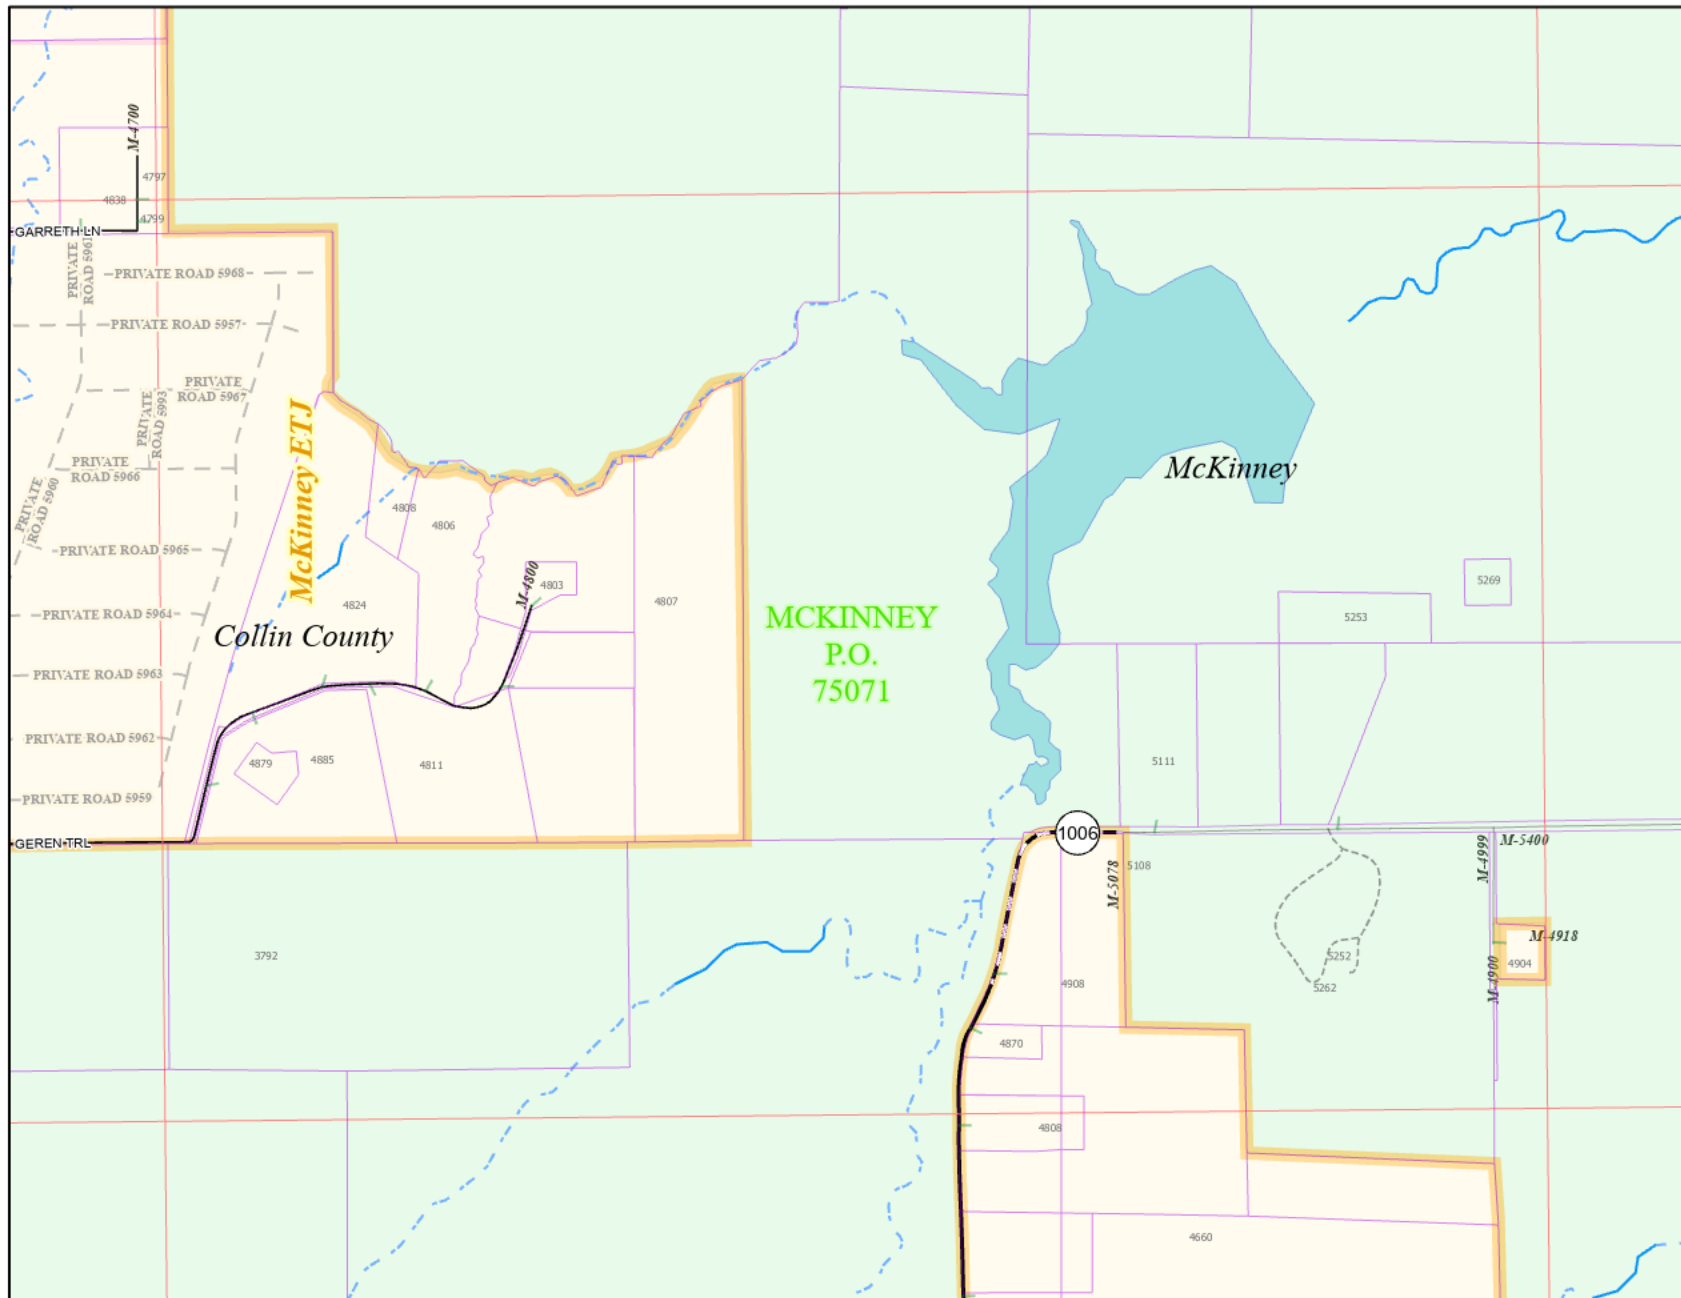 M-4700
4797
4838
4799
GARRETH LN
PRIVATE
ROAD 5961
PRIVATE ROAD 5968
PRIVATE ROAD 5957
PRIVATE
ROAD 5967
PRIVATE
ROAD 5993
PRIVATE
ROAD 5966
PRIVATE
ROAD 5960
PRIVATE ROAD 5965
PRIVATE ROAD 5964
PRIVATE ROAD 5963
PRIVATE ROAD 5962
PRIVATE ROAD 5959
McKinney ETJ
Collin County
4808
4806
4824
M-4800
4803
4807
4879
4885
4811
GEREN TRL
3792
MCKINNEY
P.O.
75071
McKinney
5269
5253
5111
1006
M-5078
5108
M-4999
M-5400
M-4918
M-4900
4904
5252
5262
4908
4870
4808
4660